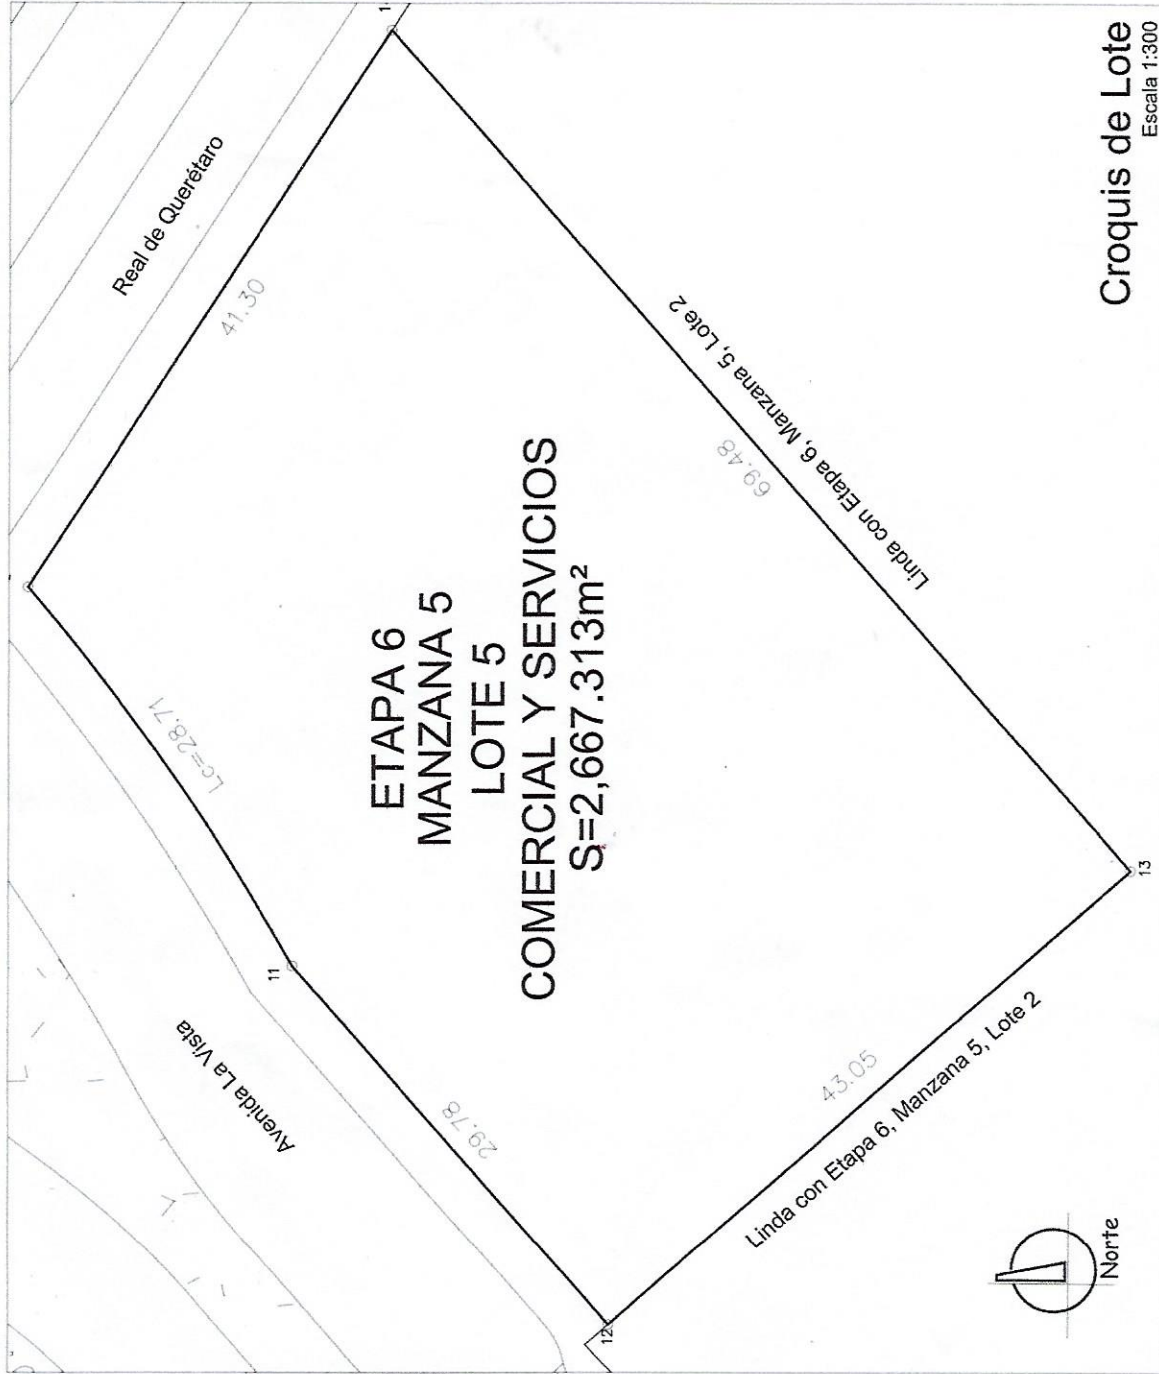 Real de Querétaro
41.30
Lc=28.71
11
Avenida La Vista
29.78
12
ETAPA 6
MANZANA 5
LOTE 5
COMERCIAL Y SERVICIOS
S=2,667.313m²
69.48
Linda con Etapa 6, Manzana 5, Lote 2
43.05
Linda con Etapa 6, Manzana 5, Lote 2
13
Norte
Croquis de Lote
Escala 1:300